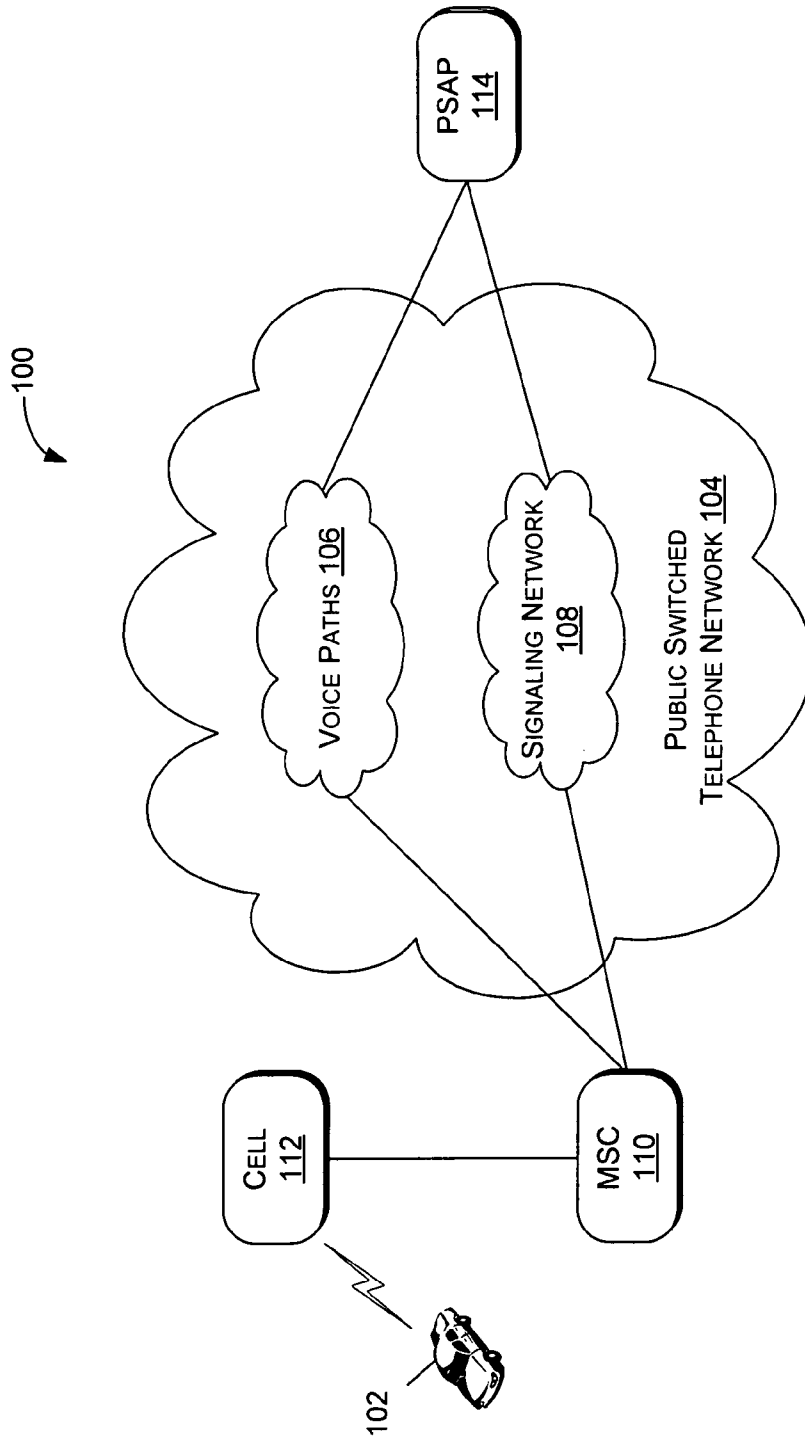 100
CELL
112
102
MSC
110
VOICE PATHS 106
SIGNALING NETWORK
108
PUBLIC SWITCHED
TELEPHONE NETWORK 104
PSAP
114